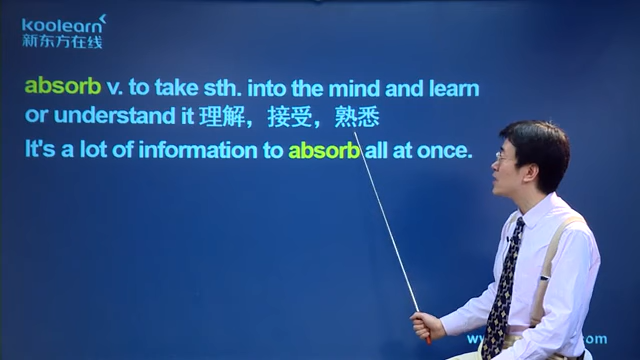 koolearn
新东方在线
absorb v. to take sth. into the mind and learn
or understand it 理解，接受，熟悉
It's a lot of information to absorb all at once.